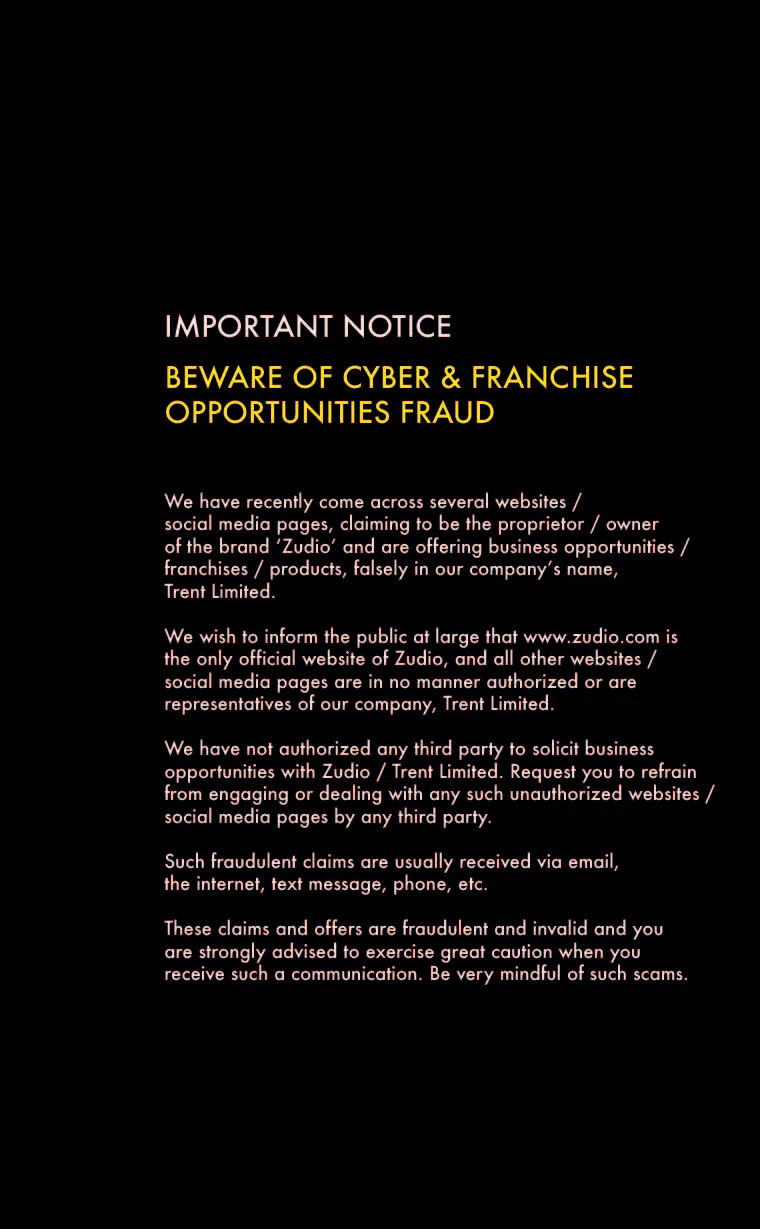 IMPORTANT NOTICE
BEWARE OF CYBER & FRANCHISE
OPPORTUNITIES FRAUD
We have recently come across several websites /
social media pages, claiming to be the proprietor / owner
of the brand ‘Zudio‘ and are offering business opportunities /
franchises / products, falsely in our company’s name,
Trent Limited.
We wish to inform the public at large that www.zudio.com is
the only official website of Zudio, and all other websites /
social media pages are in no manner authorized or are
representatives of our company, Trent Limited.
We have not authorized any third party to solicit business
opportunities with Zudio / Trent Limited. Request you to refrain
from engaging or dealing with any such unauthorized websites /
social media pages by any third party.
Such fraudulent claims are usually received via email,
the internet, text message, phone, etc.
These claims and offers are fraudulent and invalid and you
are strongly advised to exercise great caution when you
receive such a communication. Be very mindful of such scams.